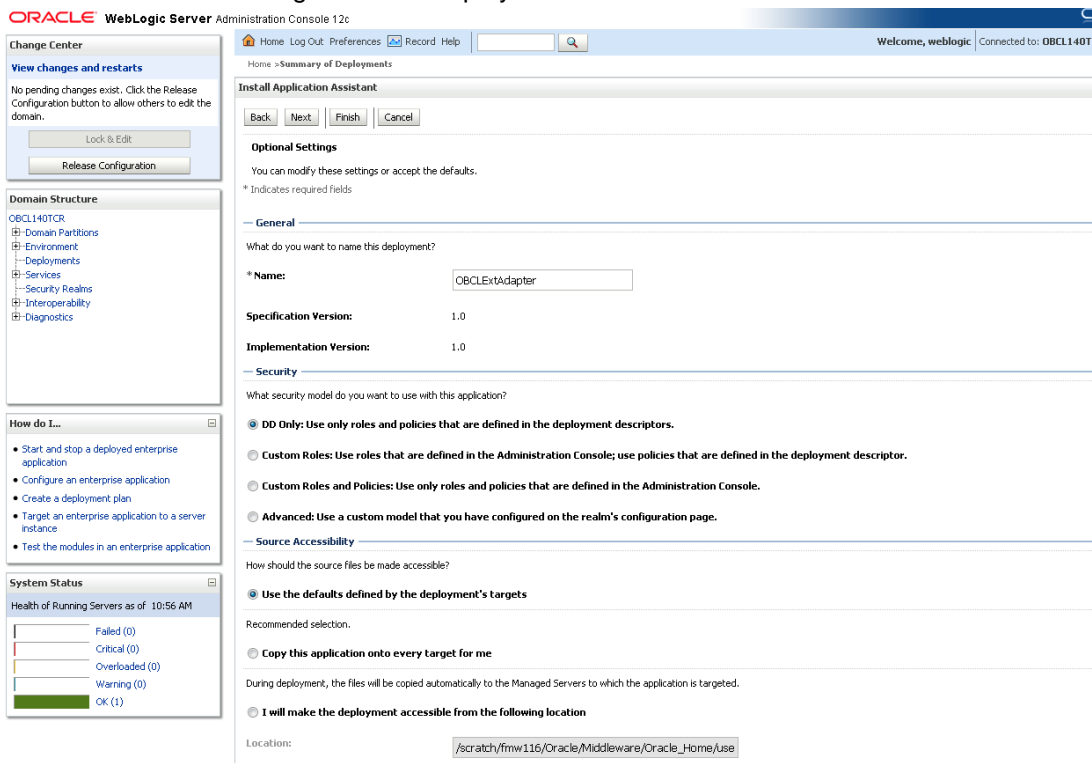 ORACLE WebLogic Server Administration Console 12c
Change Center
View changes and restarts
No pending changes exist. Click the Release
Configuration button to allow others to edit the
domain.
Lock & Edit
Release Configuration
Domain Structure
OBCL140TCR
Domain Partitions
Environment
Deployments
Services
Security Realms
Interoperability
Diagnostics
How do I...
Start and stop a deployed enterprise
application
Configure an enterprise application
Create a deployment plan
Target an enterprise application to a server
instance
Test the modules in an enterprise application
System Status
Health of Running Servers as of 10:56 AM
Failed (0)
Critical (0)
Overloaded (0)
Warning (0)
OK (1)
Home Log Out Preferences Record Help
Welcome, weblogic Connected to: OBCL140T
Home >Summary of Deployments
Install Application Assistant
Back Next Finish Cancel
Optional Settings
You can modify these settings or accept the defaults.
* Indicates required fields
General
What do you want to name this deployment?
* Name: OBCLExtAdapter
Specification Version: 1.0
Implementation Version: 1.0
Security
What security model do you want to use with this application?
DD Only: Use only roles and policies that are defined in the deployment descriptors.
Custom Roles: Use roles that are defined in the Administration Console; use policies that are defined in the deployment descriptor.
Custom Roles and Policies: Use only roles and policies that are defined in the Administration Console.
Advanced: Use a custom model that you have configured on the realm's configuration page.
Source Accessibility
How should the source files be made accessible?
Use the defaults defined by the deployment's targets
Recommended selection.
Copy this application onto every target for me
During deployment, the files will be copied automatically to the Managed Servers to which the application is targeted.
I will make the deployment accessible from the following location
Location: /scratch/fmw116/Oracle/Middleware/Oracle_Home/use